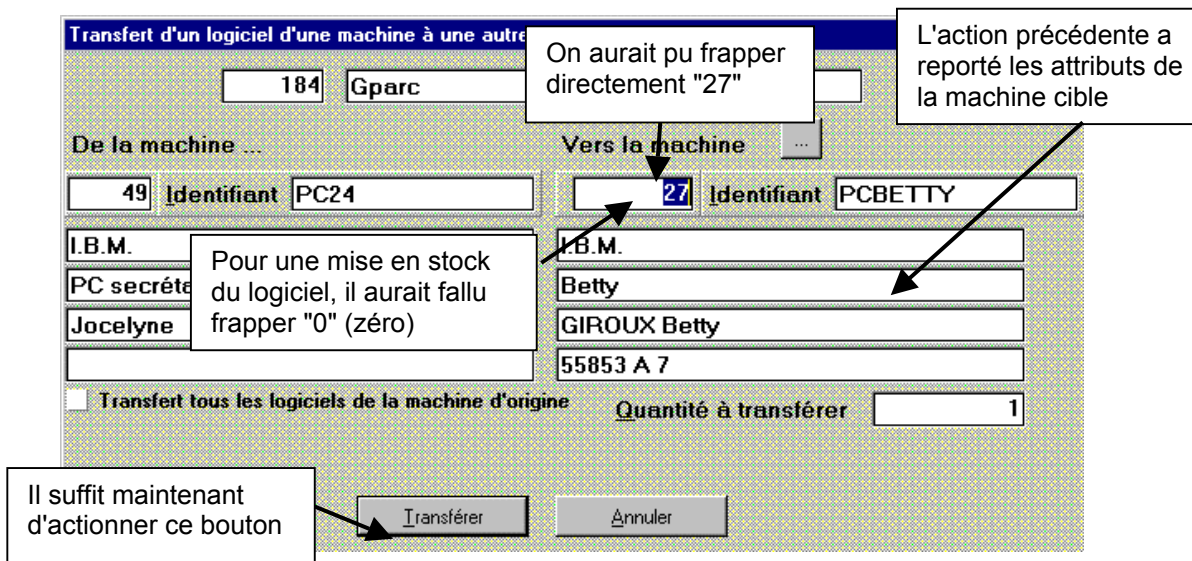 Transfert d'un logiciel d'une machine à une autre
On aurait pu frapper
directement "27"
L'action précédente a
reporté les attributs de
la machine cible
184 Gparc
De la machine ...
Vers la machine ...
49 Identifiant PC24
27 Identifiant PCBETTY
I.B.M.
I.B.M.
Pour une mise en stock
du logiciel, il aurait fallu
frapper "0" (zéro)
PC
Betty
Jocelyne
GIROUX Betty
55853 A 7
Transfert tous les logiciels de la machine d'origine
Quantité à transférer 1
Il suffit maintenant
d'actionner ce bouton
Transférer
Annuler